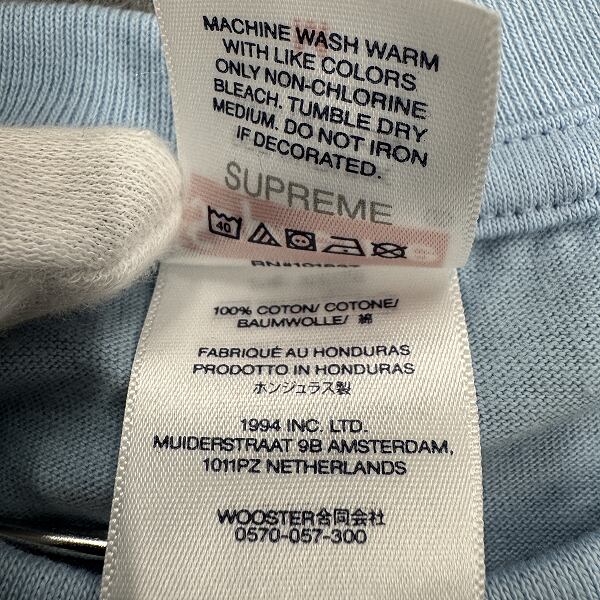 MACHINE WASH WARM
WITH LIKE COLORS
ONLY NON-CHLORINE
BLEACH. TUMBLE DRY
MEDIUM. DO NOT IRON
IF DECORATED.
SUPREME
40
100% COTON/ COTONE/
BAUMWOLLE/ 綿
FABRIQUÉ AU HONDURAS
PRODOTTO IN HONDURAS
ホンジュラス製
1994 INC. LTD.
MUIDERSTRAAT 9B AMSTERDAM,
1011PZ NETHERLANDS
WOOSTER合同会社
0570-057-300